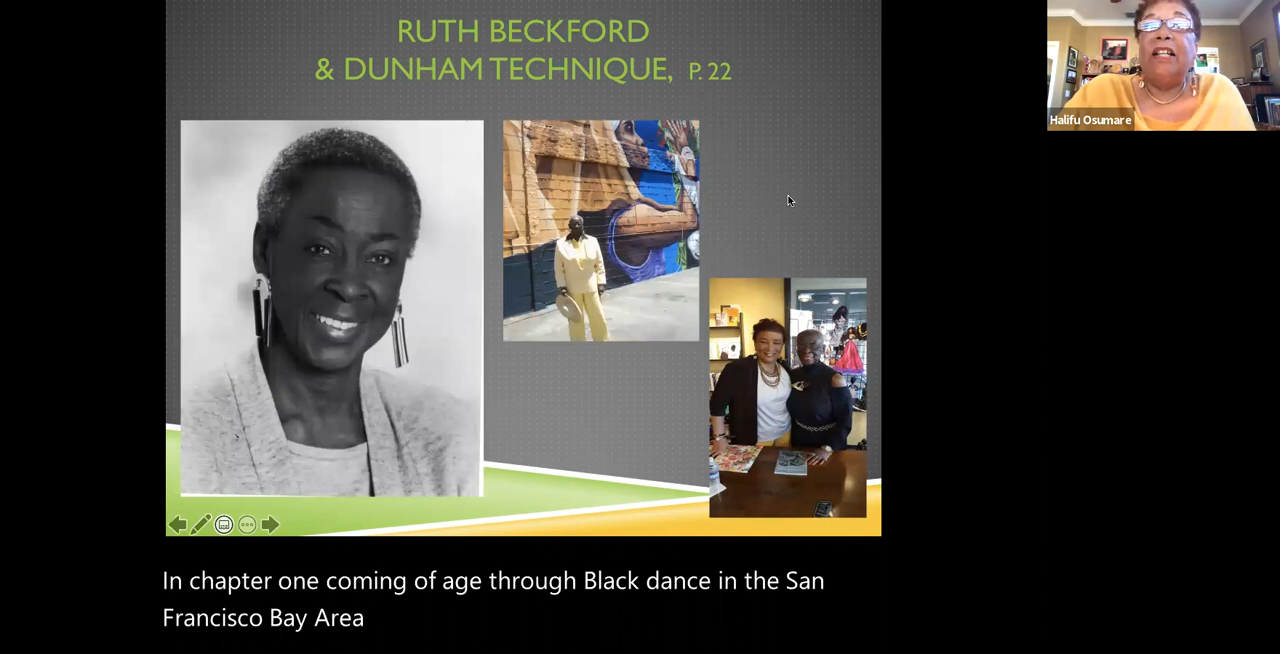 RUTH BECKFORD
& DUNHAM TECHNIQUE, P. 22
Halifu Osumare
In chapter one coming of age through Black dance in the San
Francisco Bay Area